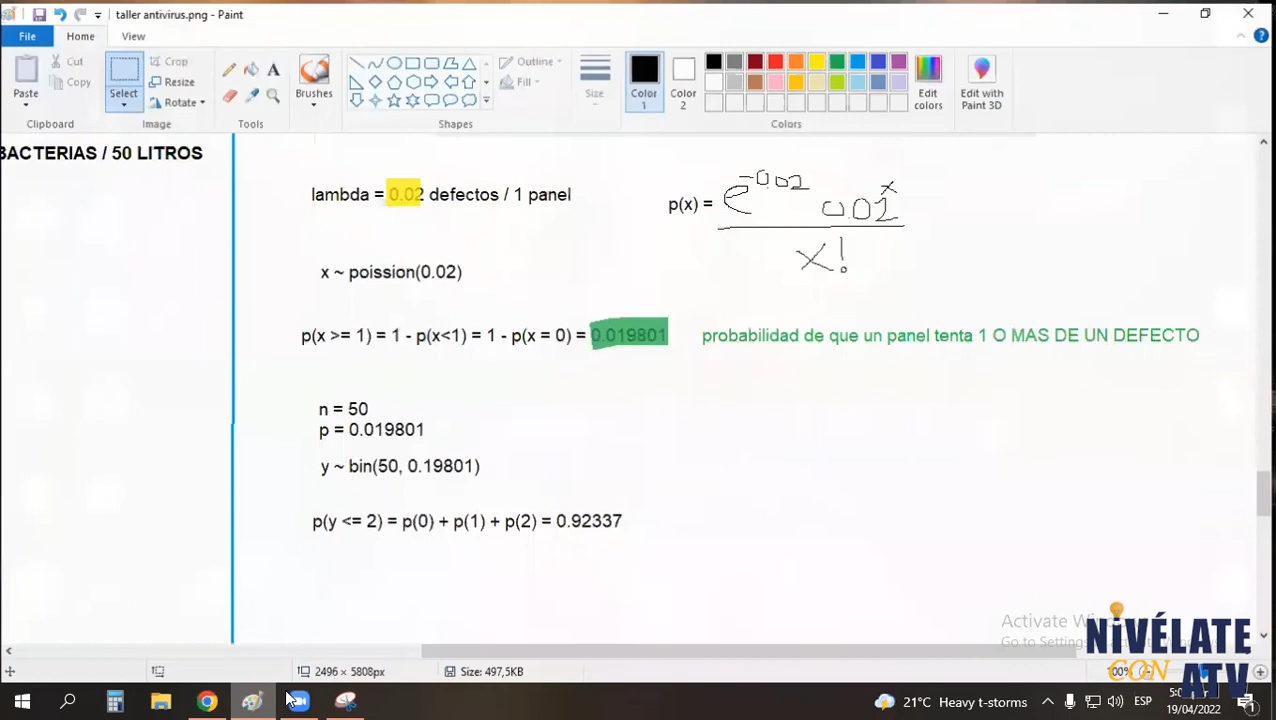 taller antivirus.png - Paint
File Home View
Paste
Cut
Copy
Clipboard
Select
Crop
Resize
Rotate
Image
Tools
Brushes
Outline
Fill
Shapes
Size
Color 1
Color 2
Edit colors
Edit with Paint 3D
Colors
BACTERIAS / 50 LITROS
lambda = 0.02 defectos / 1 panel
p(x) = e^-0.02 0.02^x
x!
x ~ poission(0.02)
p(x >= 1) = 1 - p(x<1) = 1 - p(x = 0) = 0.019801 probabilidad de que un panel tenta 1 O MAS DE UN DEFECTO
n = 50
p = 0.019801
y ~ bin(50, 0.19801)
p(y <= 2) = p(0) + p(1) + p(2) = 0.92337
Activate
Go to
NIVÉLATE
CON
ATV
2496 × 5808px
Size: 497,5KB
100%
21°C Heavy t-storms
ESP
19/04/2022